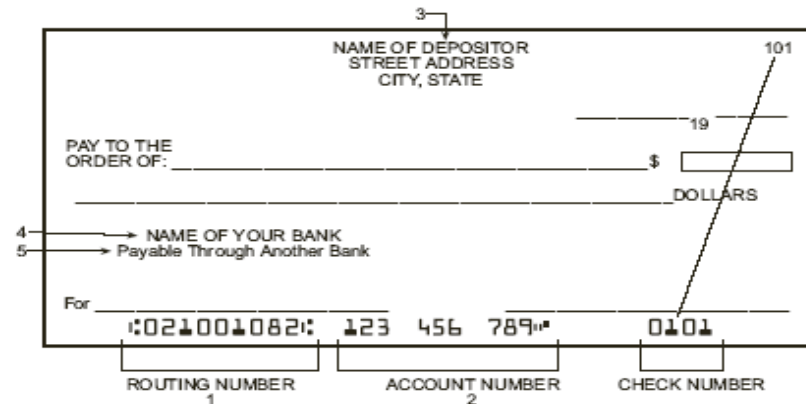 3
NAME OF DEPOSITOR
STREET ADDRESS
CITY, STATE
101
19
PAY TO THE
ORDER OF:
$
DOLLARS
4 NAME OF YOUR BANK
5 Payable Through Another Bank
For
⑆021001082⑆ 123 456 789⑈ 0101
ROUTING NUMBER ACCOUNT NUMBER CHECK NUMBER
1 2